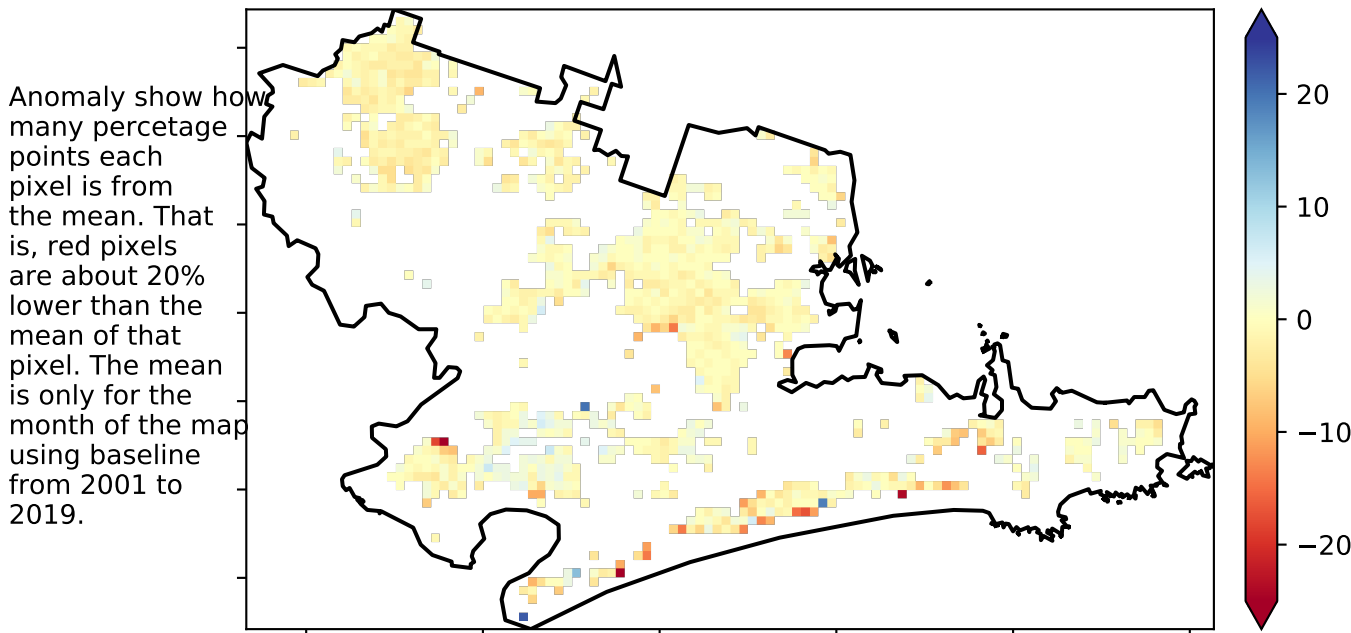 Anomaly show how
many percetage
points each
pixel is from
the mean. That
is, red pixels
are about 20%
lower than the
mean of that
pixel. The mean
is only for the
month of the map
using baseline
from 2001 to
2019.
20
10
0
−10
−20